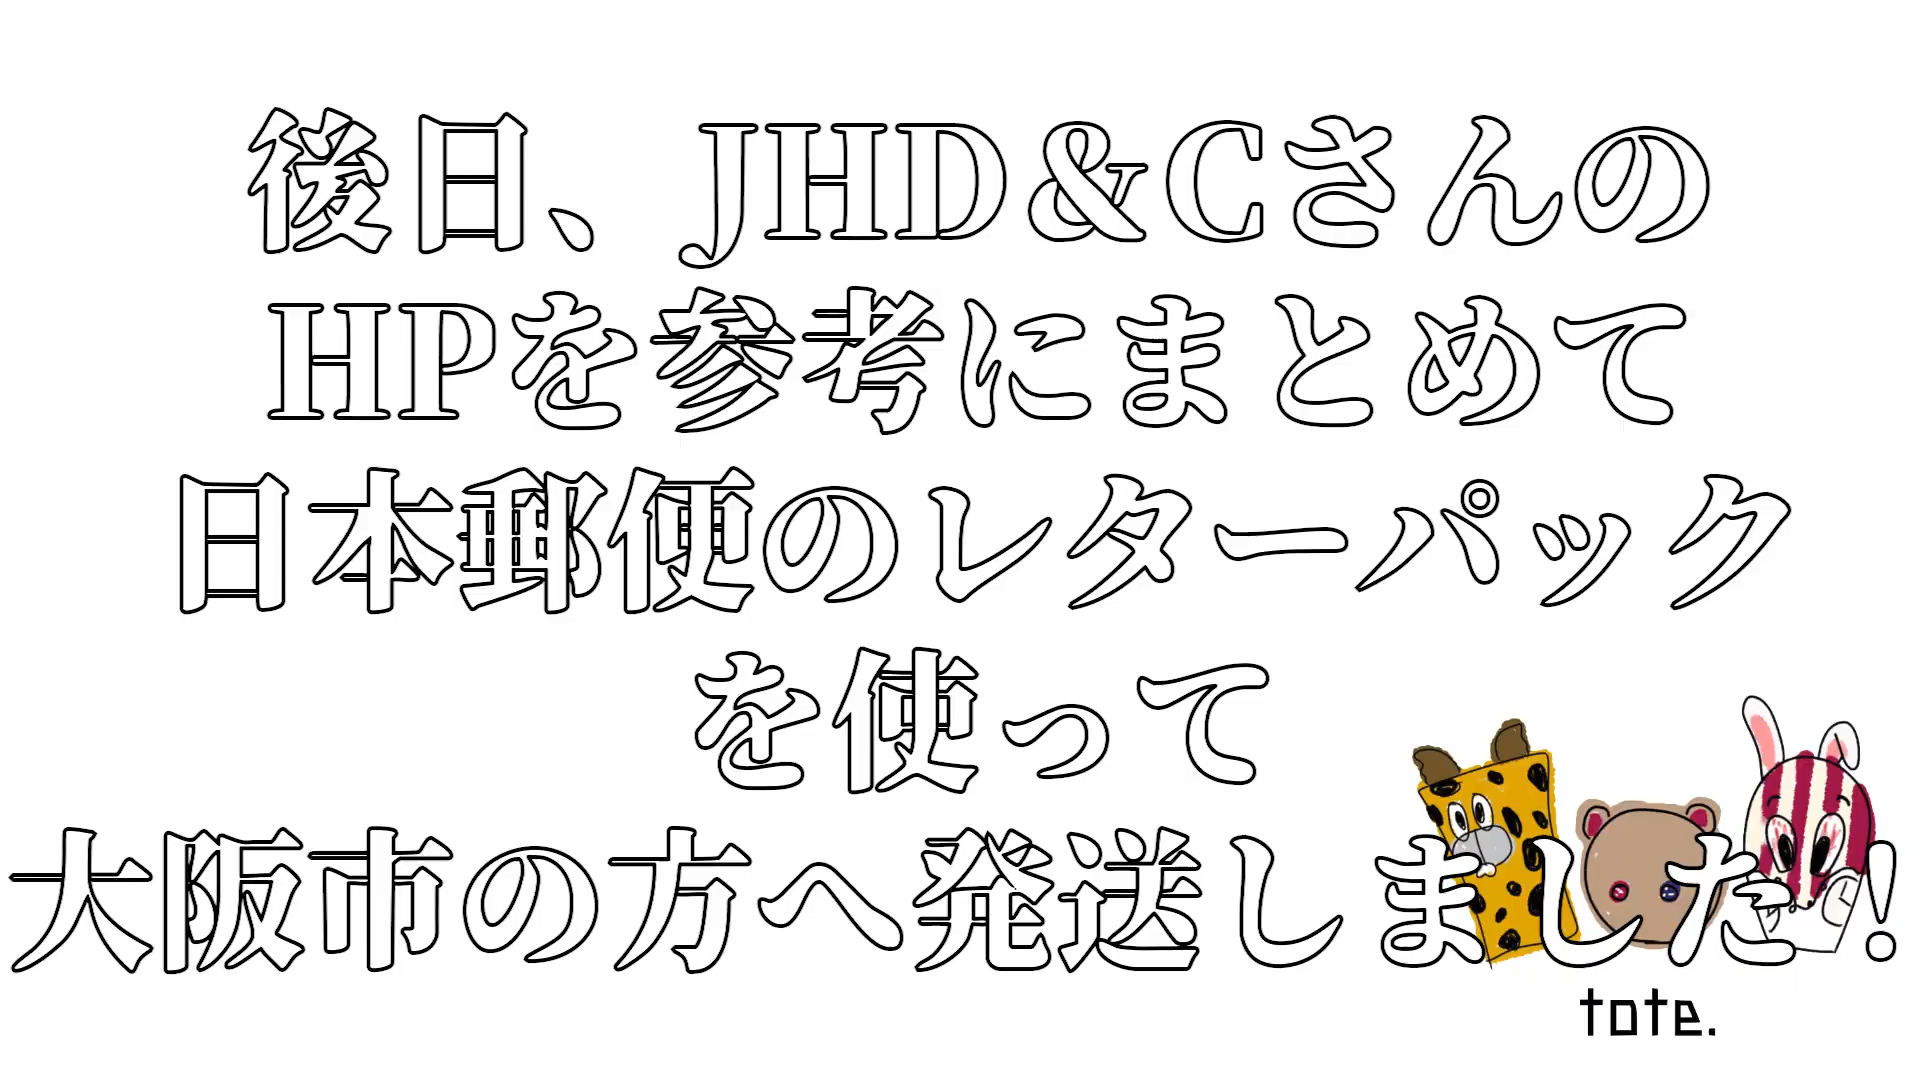 後日、JHD＆Cさんの
HPを参考にまとめて
日本郵便のレターパック
を使って
大阪市の方へ発送しました！
tote.